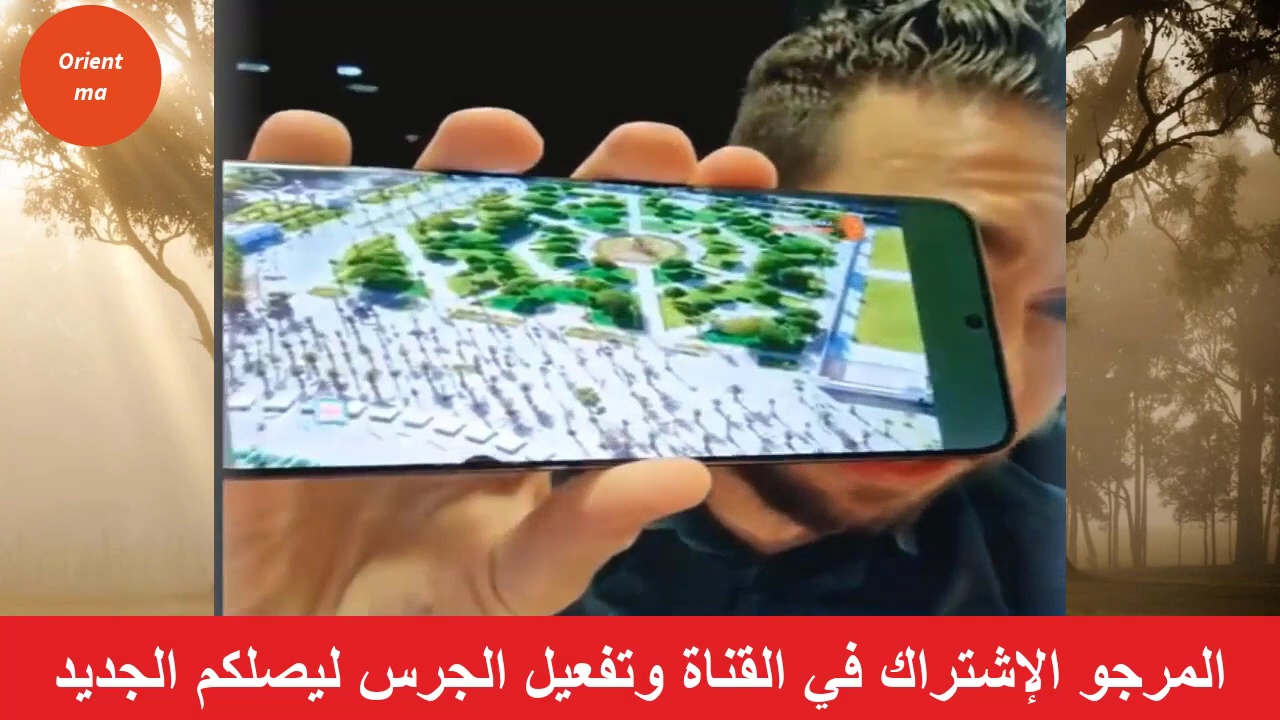 Orient
ma
المرجو الإشتراك في القناة وتفعيل الجرس ليصلكم الجديد